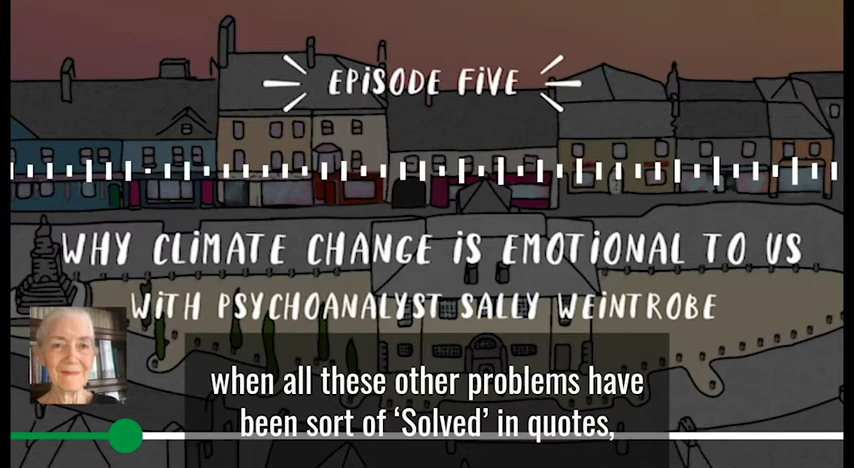 EPISODE FIVE
WHY CLIMATE CHANGE IS EMOTIONAL TO US
WITH PSYCHOANALYST SALLY WEINTROBE
when all these other problems have
been sort of ‘Solved’ in quotes,